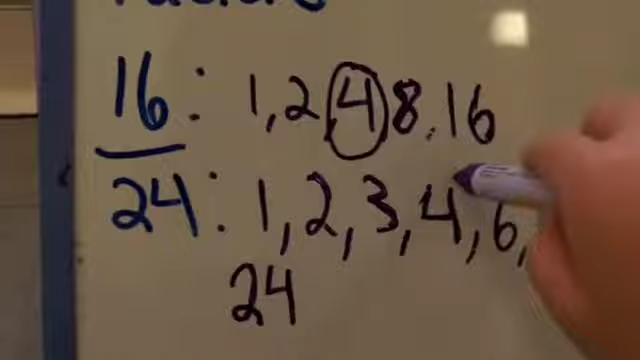 16: 1, 2, 4 8, 16
24: 1, 2, 3, 4, 6,
24